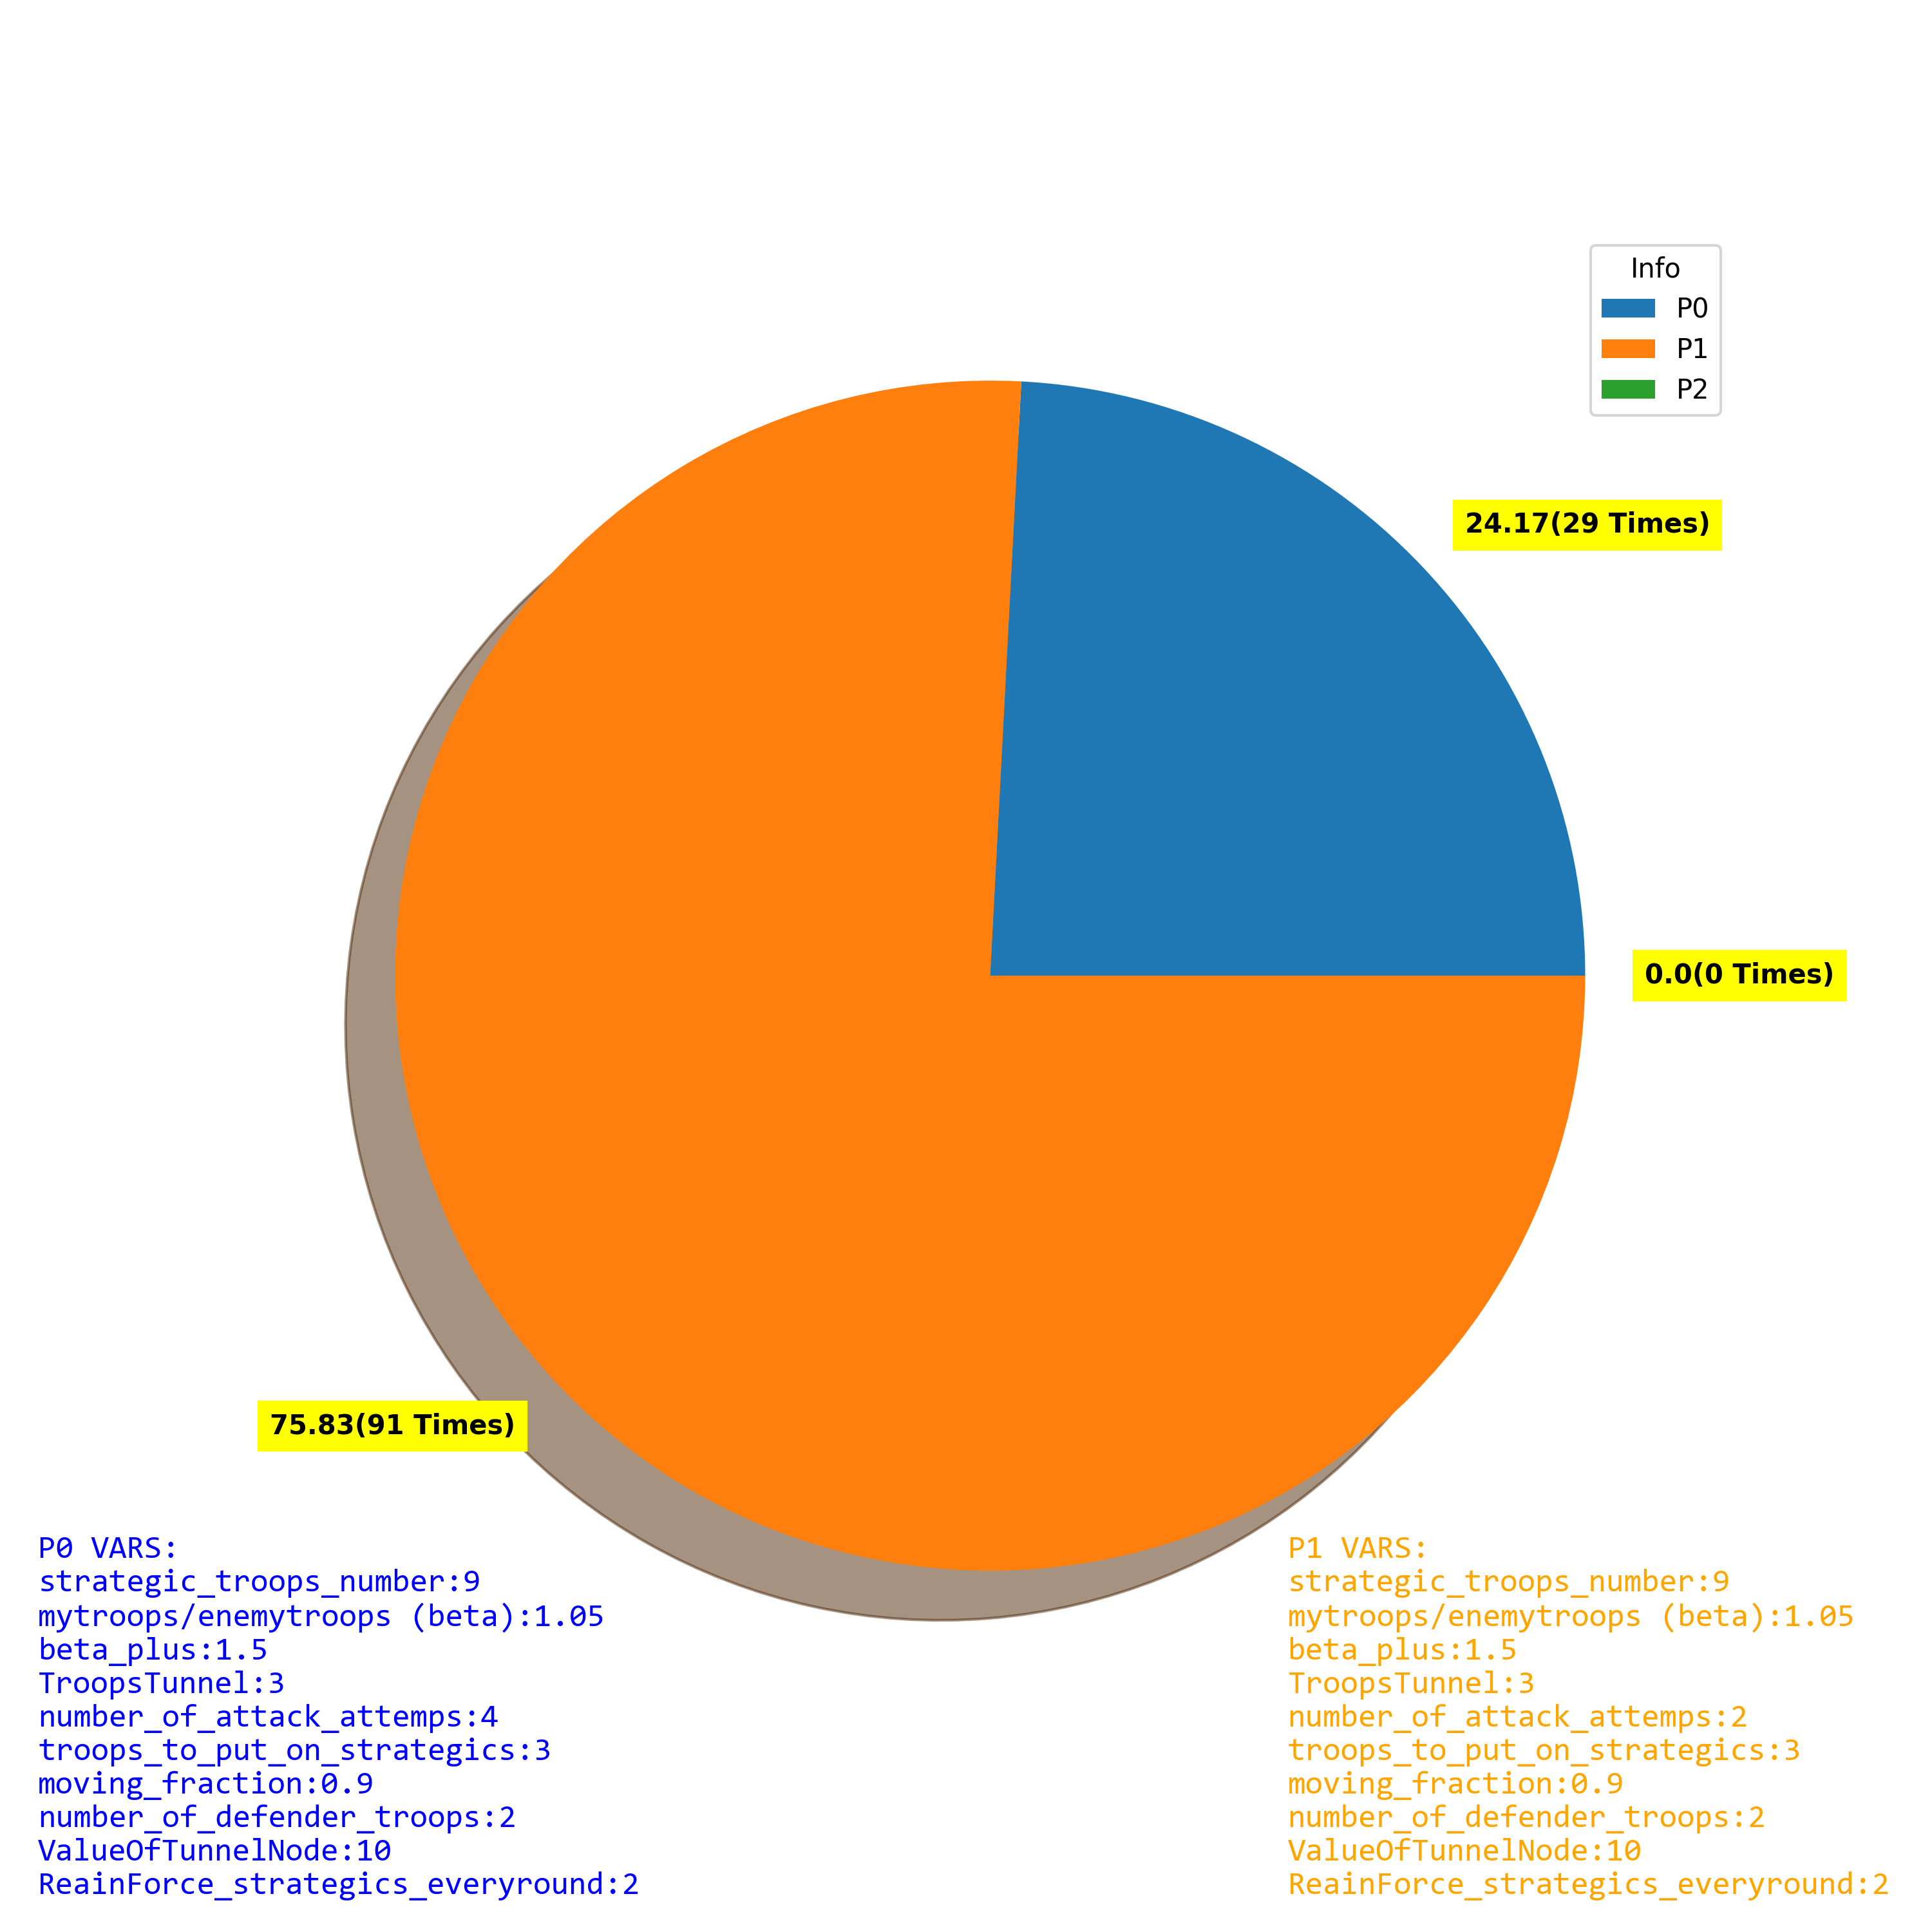 Info
P0
P1
P2
24.17(29 Times)
0.0(0 Times)
75.83(91 Times)
P0 VARS:
strategic_troops_number:9
mytroops/enemytroops (beta):1.05
beta_plus:1.5
TroopsTunnel:3
number_of_attack_attemps:4
troops_to_put_on_strategics:3
moving_fraction:0.9
number_of_defender_troops:2
ValueOfTunnelNode:10
ReainForce_strategics_everyround:2
P1 VARS:
strategic_troops_number:9
mytroops/enemytroops (beta):1.05
beta_plus:1.5
TroopsTunnel:3
number_of_attack_attemps:2
troops_to_put_on_strategics:3
moving_fraction:0.9
number_of_defender_troops:2
ValueOfTunnelNode:10
ReainForce_strategics_everyround:2